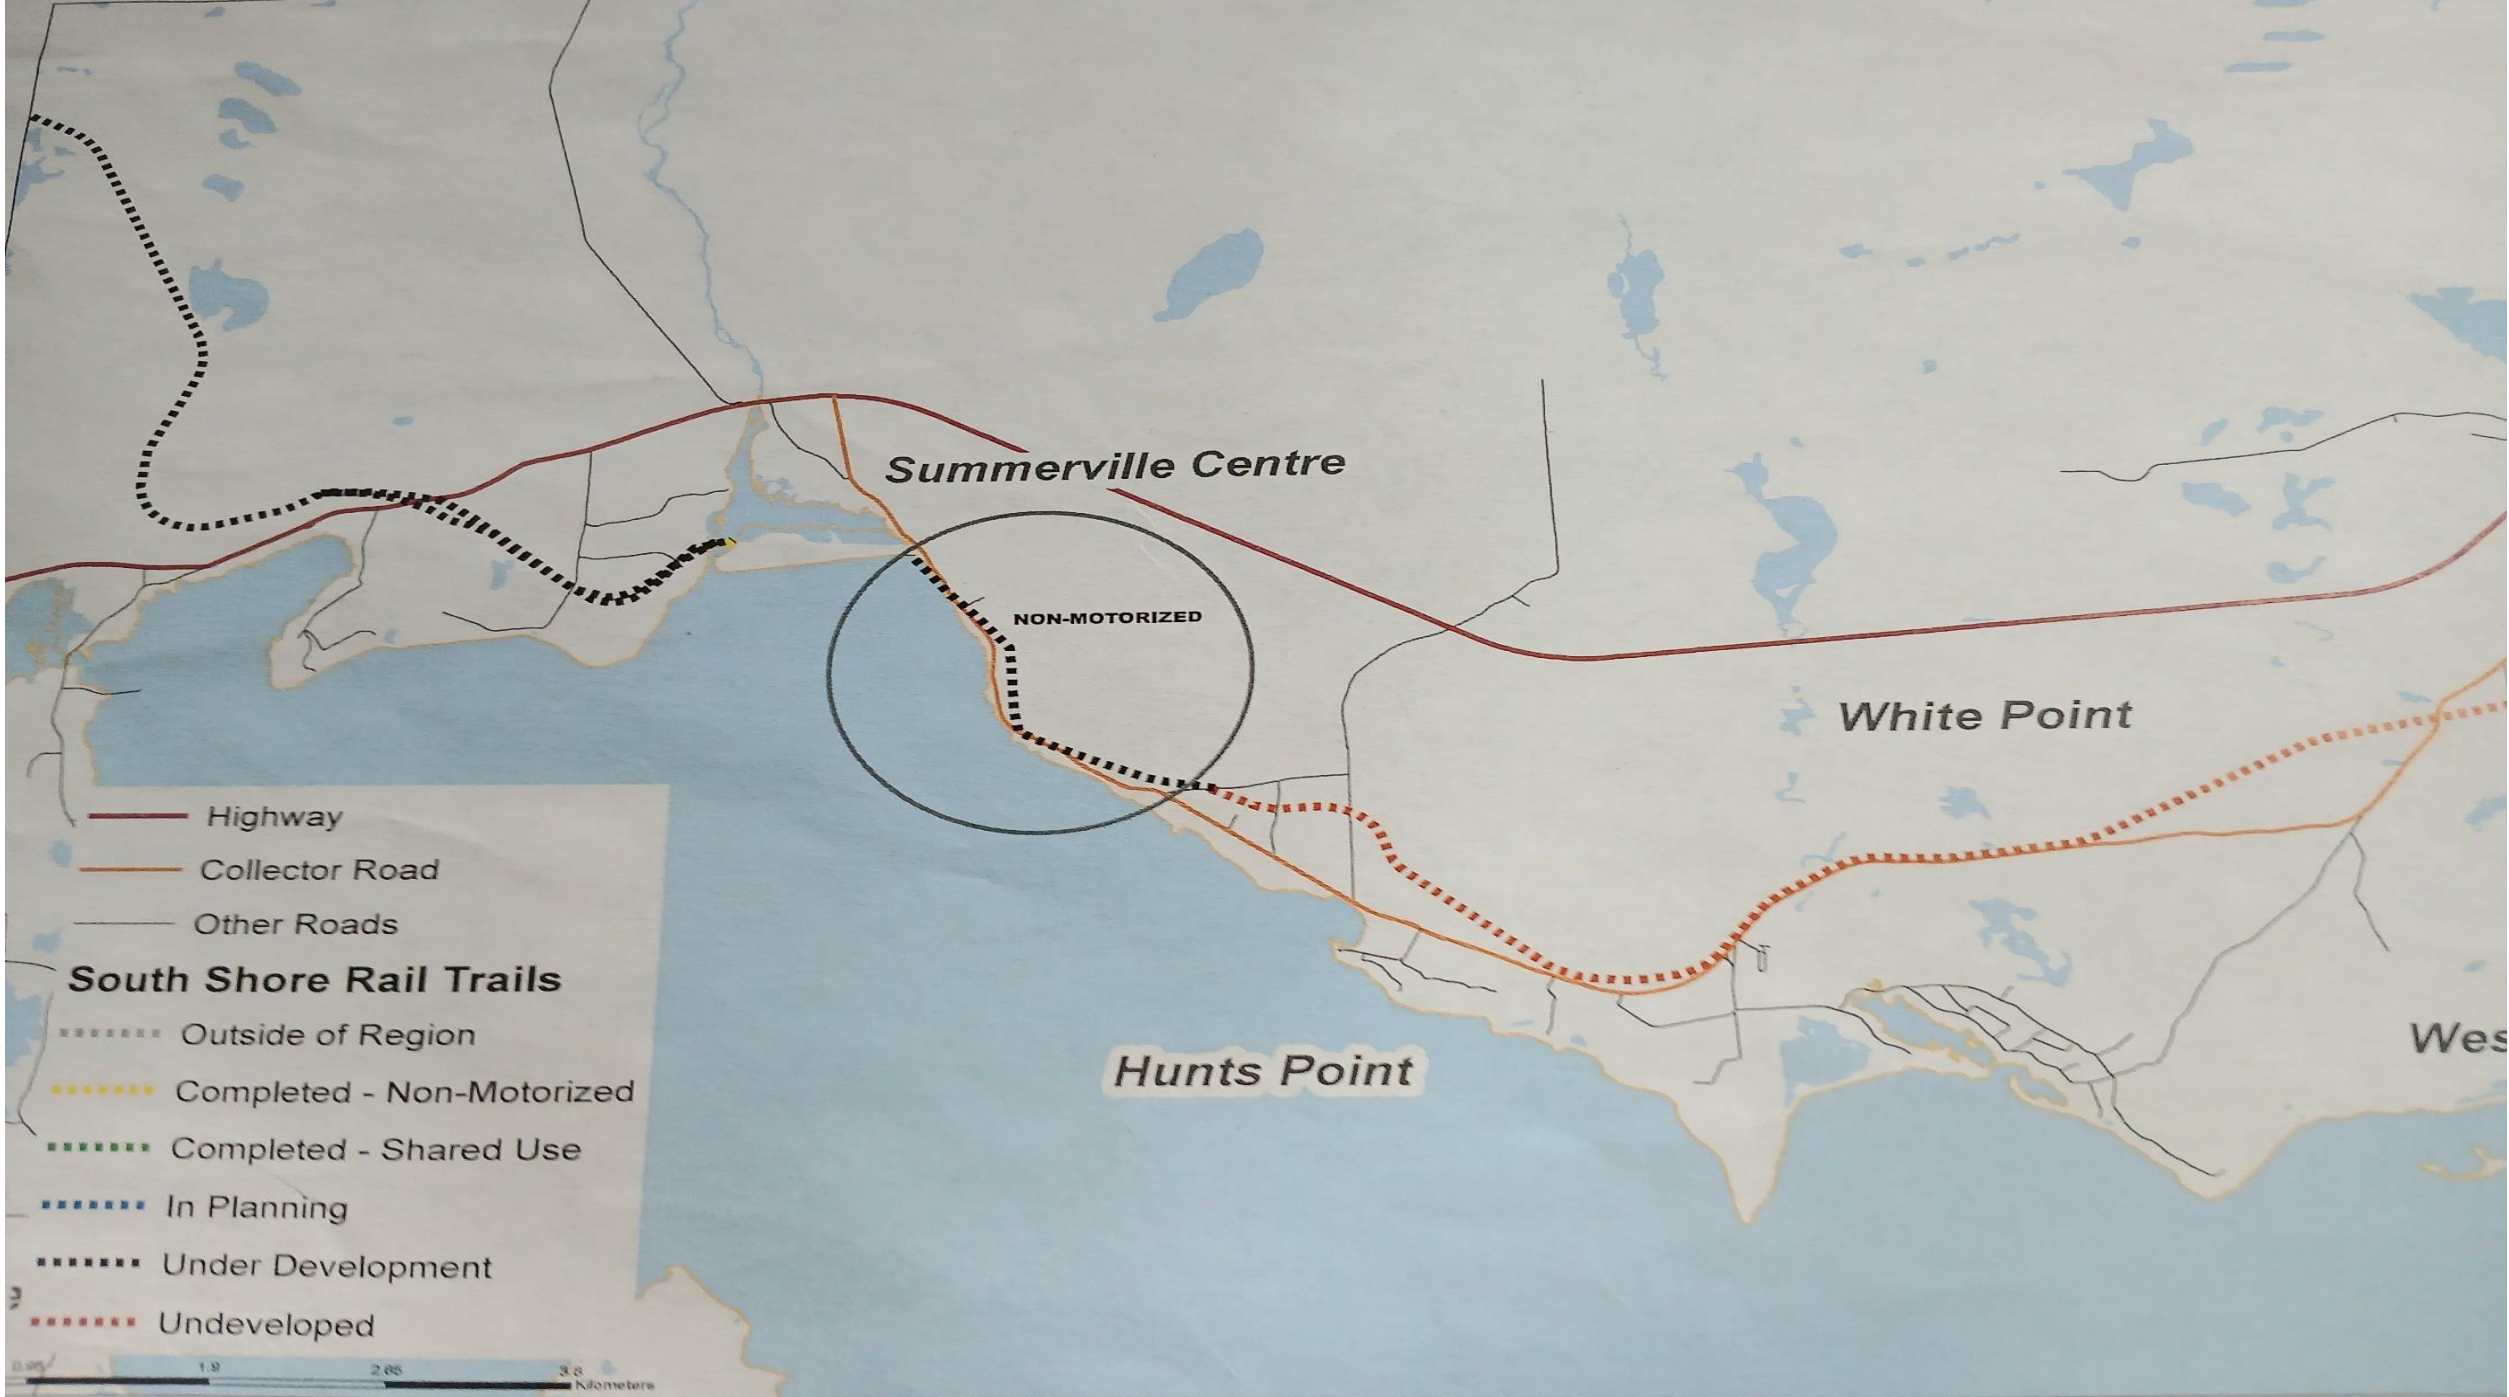 Summerville Centre
NON-MOTORIZED
White Point
Wes
Hunts Point
Highway
Collector Road
Other Roads
South Shore Rail Trails
Outside of Region
Completed - Non-Motorized
Completed - Shared Use
In Planning
Under Development
Undeveloped
0.95 1.9 2.85 3.8
Kilometers